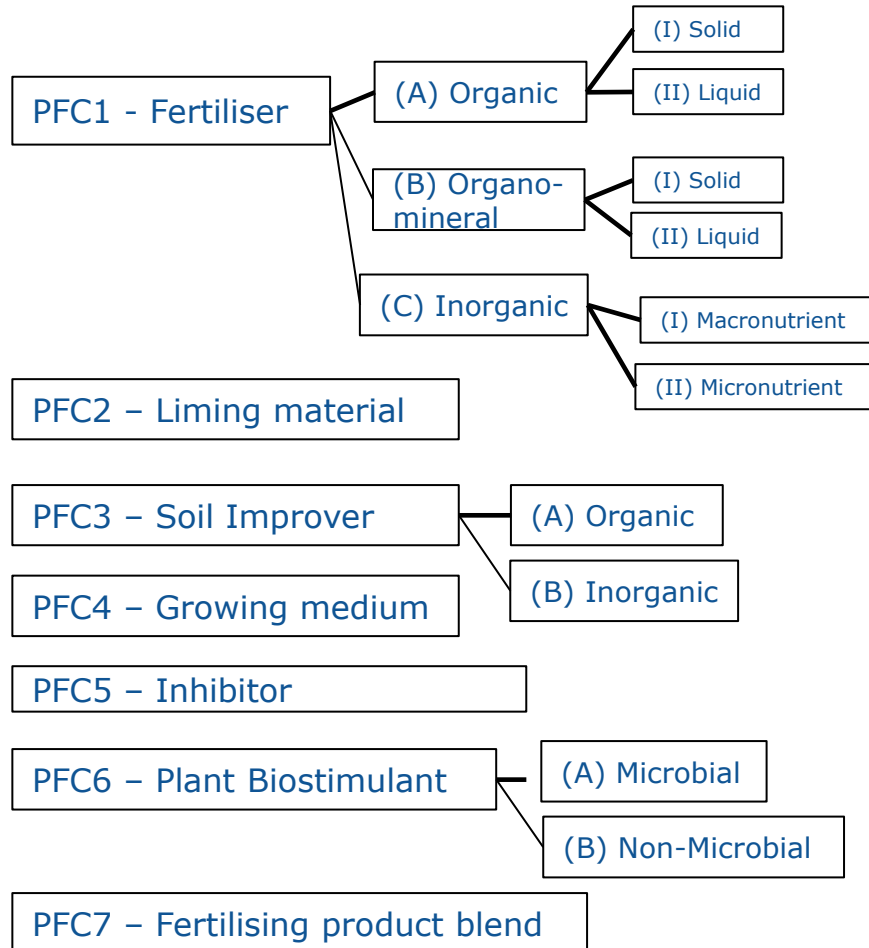 PFC1 - Fertiliser
(A) Organic
(I) Solid
(II) Liquid
(B) Organo-
mineral
(I) Solid
(II) Liquid
(C) Inorganic
(I) Macronutrient
(II) Micronutrient
PFC2 – Liming material
PFC3 – Soil Improver
(A) Organic
(B) Inorganic
PFC4 – Growing medium
PFC5 – Inhibitor
PFC6 – Plant Biostimulant
(A) Microbial
(B) Non-Microbial
PFC7 – Fertilising product blend